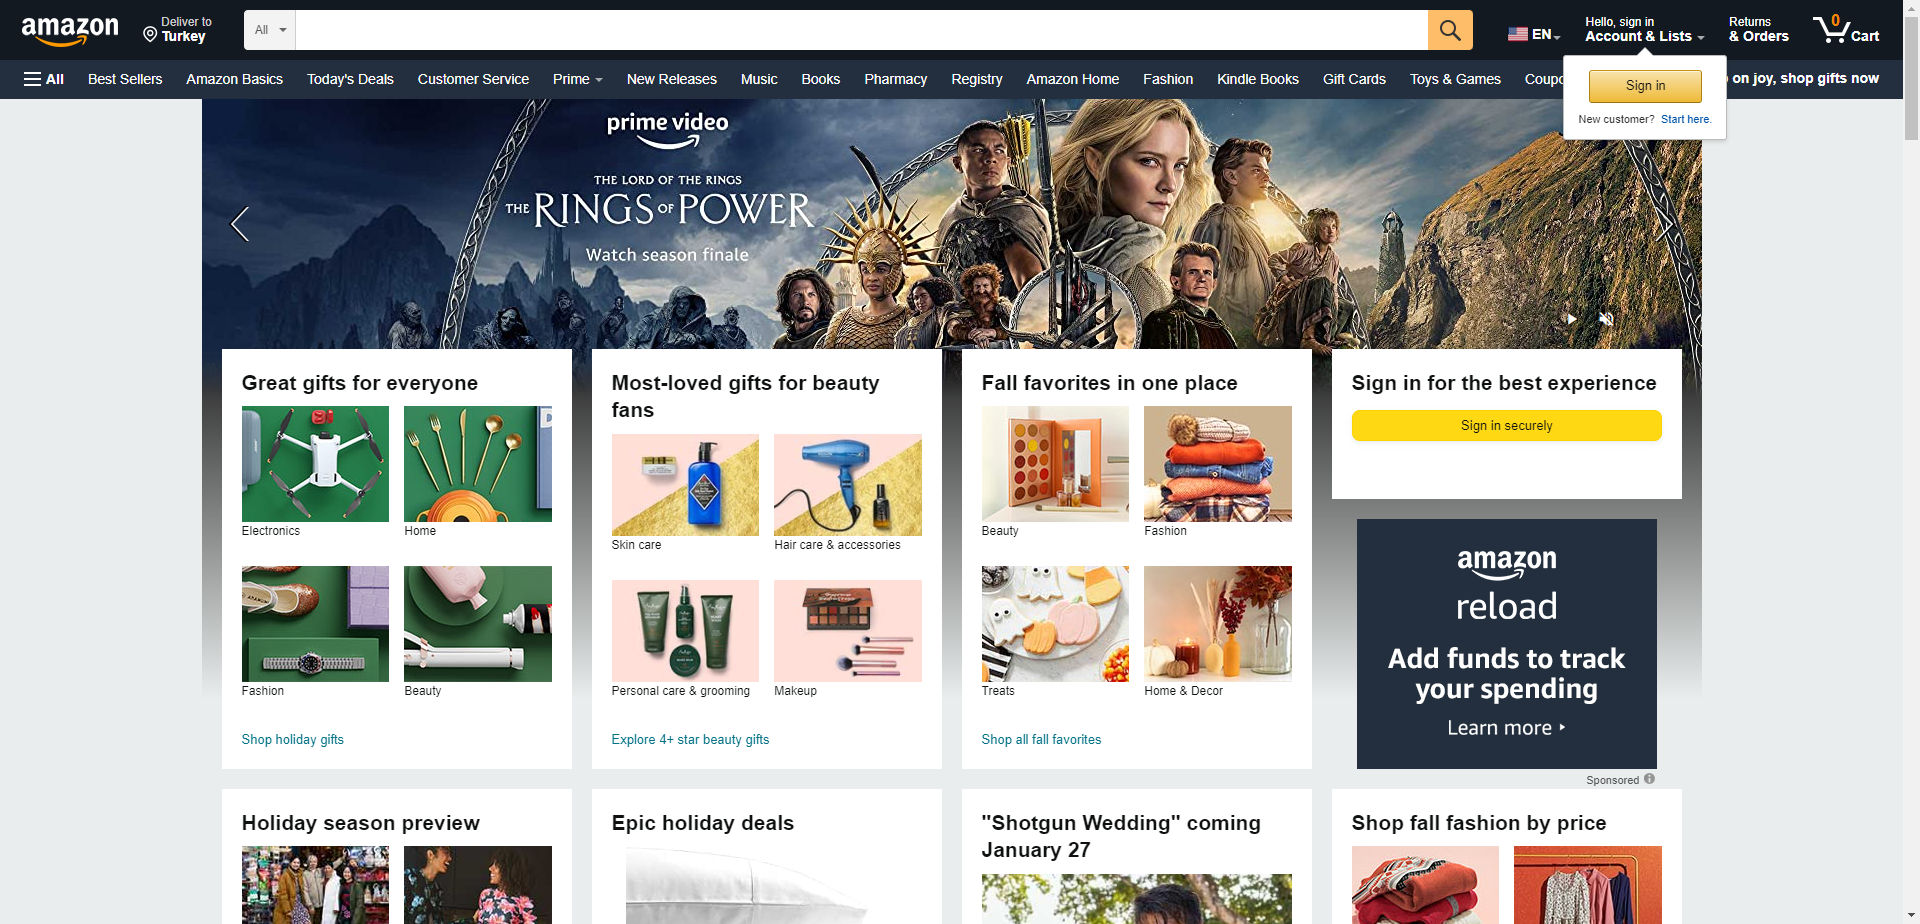 amazon
Deliver to
Turkey
All
EN
Hello, sign in
Account & Lists
Returns
& Orders
0
Cart
All
Best Sellers
Amazon Basics
Today's Deals
Customer Service
Prime
New Releases
Music
Books
Pharmacy
Registry
Amazon Home
Fashion
Kindle Books
Gift Cards
Toys & Games
on joy, shop gifts now
Sign in
New customer? Start here.
prime video
THE LORD OF THE RINGS
THE RINGS OF POWER
Watch season finale
Great gifts for everyone
Electronics
Home
Fashion
Beauty
Shop holiday gifts
Most-loved gifts for beauty
fans
Skin care
Hair care & accessories
Personal care & grooming
Makeup
Explore 4+ star beauty gifts
Fall favorites in one place
Beauty
Fashion
Treats
Home & Decor
Shop all fall favorites
Sign in for the best experience
Sign in securely
amazon
reload
Add funds to track
your spending
Learn more
Sponsored
Holiday season preview
Epic holiday deals
"Shotgun Wedding" coming
January 27
Shop fall fashion by price